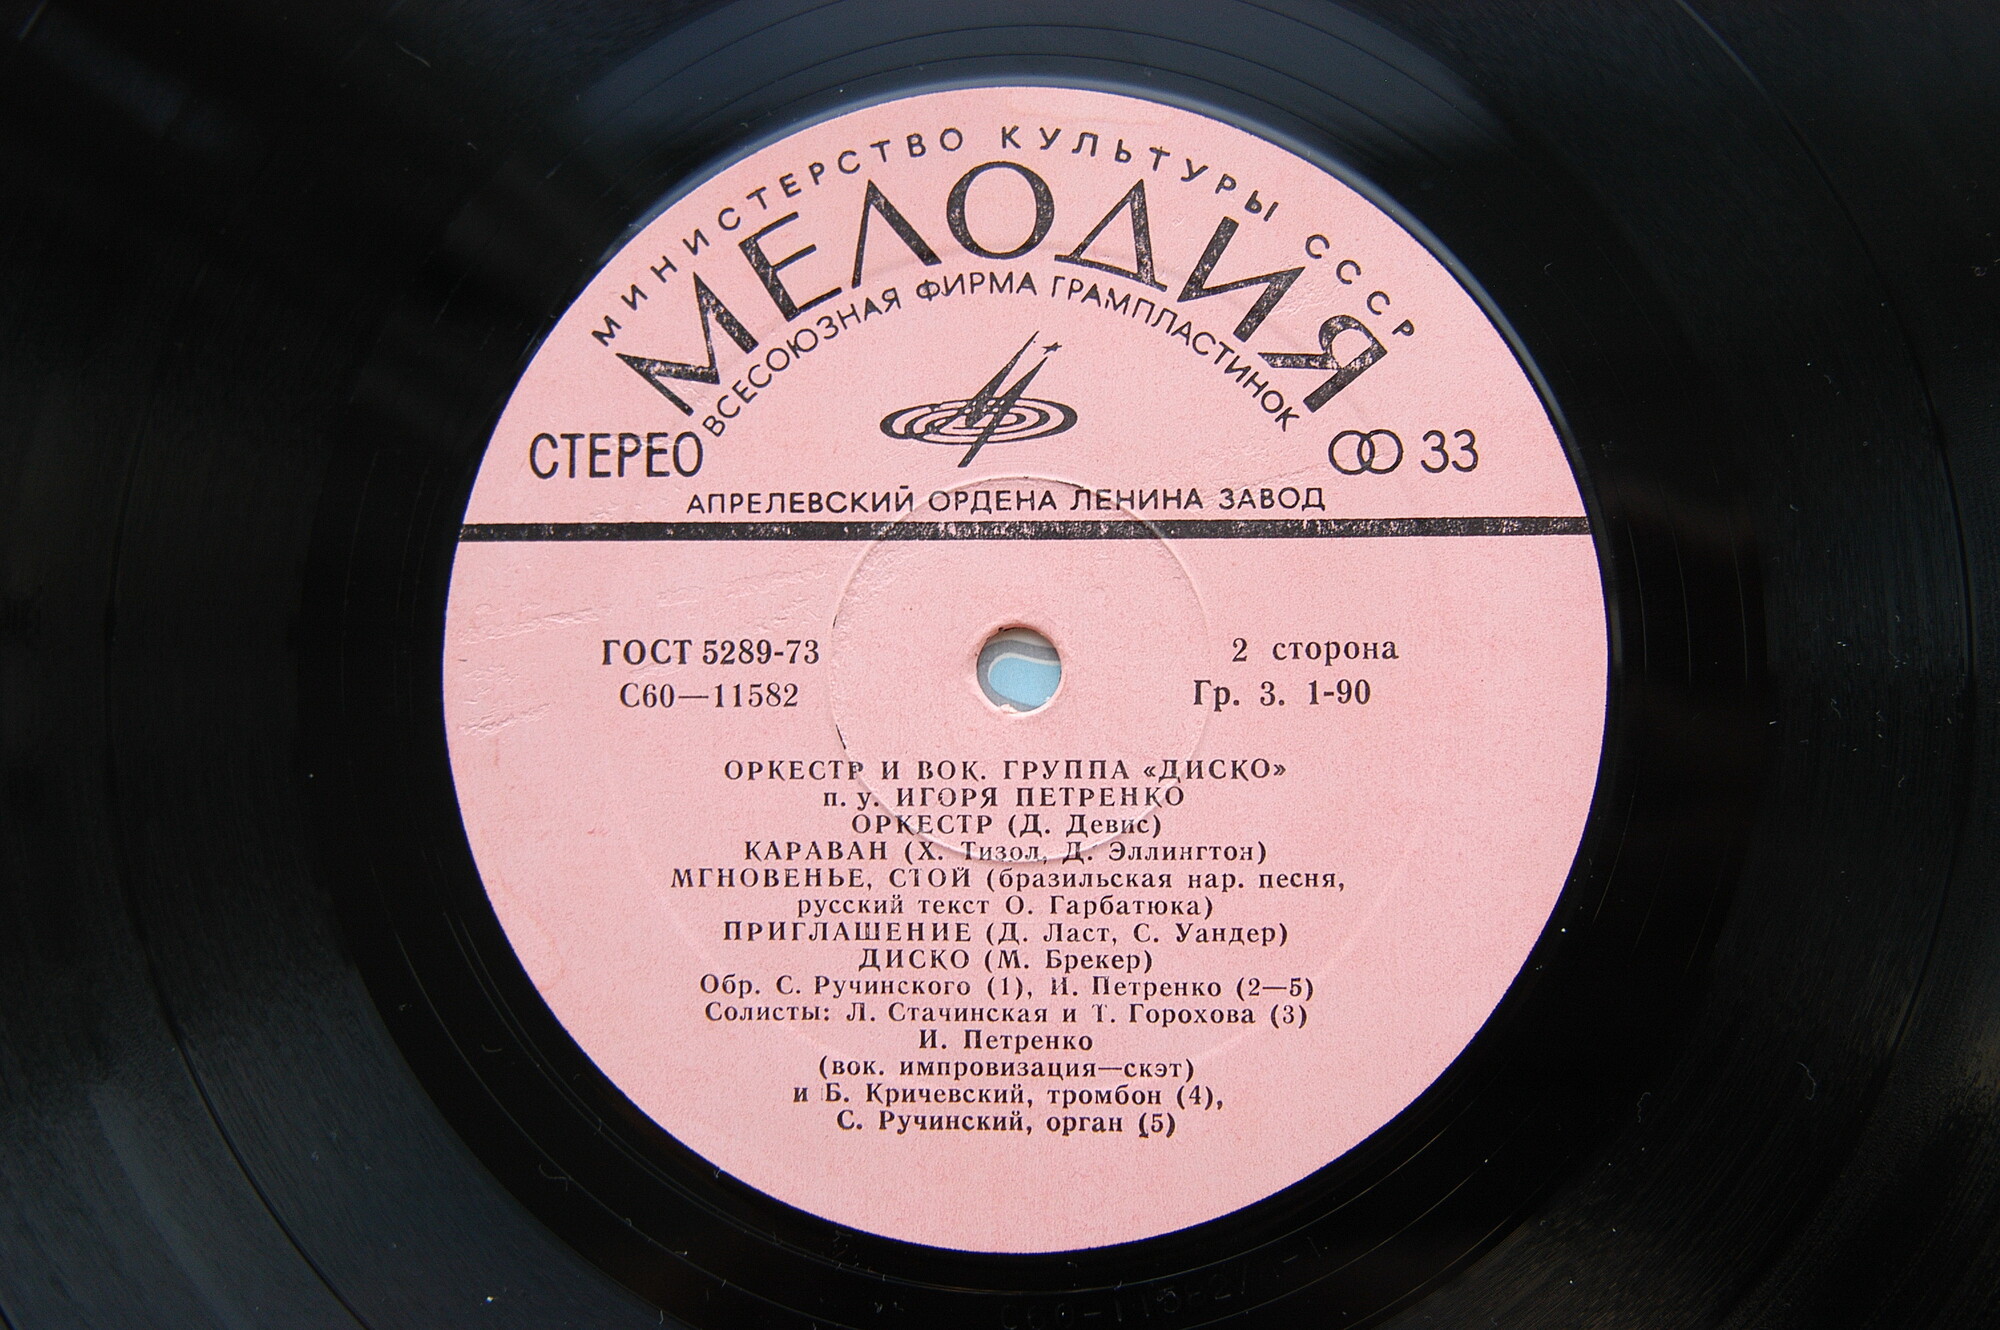 МИНИСТЕРСТВО КУЛЬТУРЫ СССР
МЕЛОДИЯ
ВСЕСОЮЗНАЯ ФИРМА ГРАМПЛАСТИНОК
СТЕРЕО
33
АПРЕЛЕВСКИЙ ОРДЕНА ЛЕНИНА ЗАВОД
ГОСТ 5289-73
2 сторона
С60—11582
Гр. 3. 1-90
ОРКЕСТР И ВОК. ГРУППА «ДИСКО»
п. у. ИГОРЯ ПЕТРЕНКО
ОРКЕСТР (Д. Девис)
КАРАВАН (Х. Тизол, Д. Эллингтон)
МГНОВЕНЬЕ, СТОЙ (бразильская нар. песня,
русский текст О. Гарбатюка)
ПРИГЛАШЕНИЕ (Д. Ласт, С. Уандер)
ДИСКО (М. Брекер)
Обр. С. Ручинского (1), И. Петренко (2—5)
Солисты: Л. Стачинская и Т. Горохова (3)
И. Петренко
(вок. импровизация—скэт)
и Б. Кричевский, тромбон (4),
С. Ручинский, орган (5)